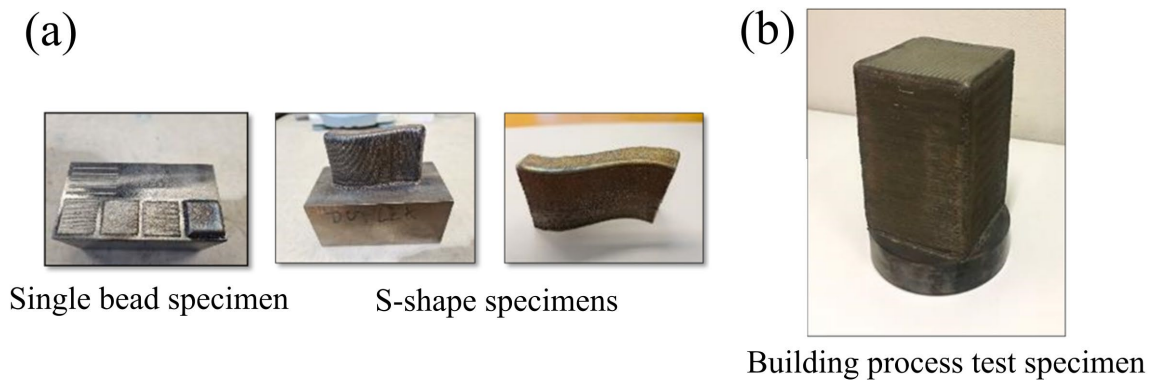 (a)
(b)
DUPLEX
Single bead specimen
S-shape specimens
Building process test specimen